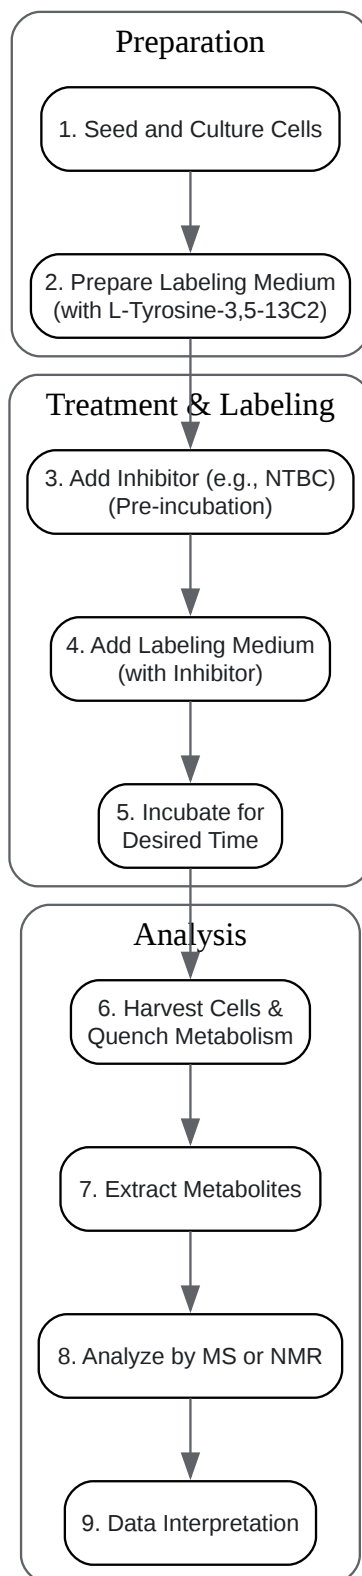 Preparation
1. Seed and Culture Cells
2. Prepare Labeling Medium
(with L-Tyrosine-3,5-13C2)
Treatment & Labeling
3. Add Inhibitor (e.g., NTBC)
(Pre-incubation)
4. Add Labeling Medium
(with Inhibitor)
5. Incubate for
Desired Time
Analysis
6. Harvest Cells &
Quench Metabolism
7. Extract Metabolites
8. Analyze by MS or NMR
9. Data Interpretation